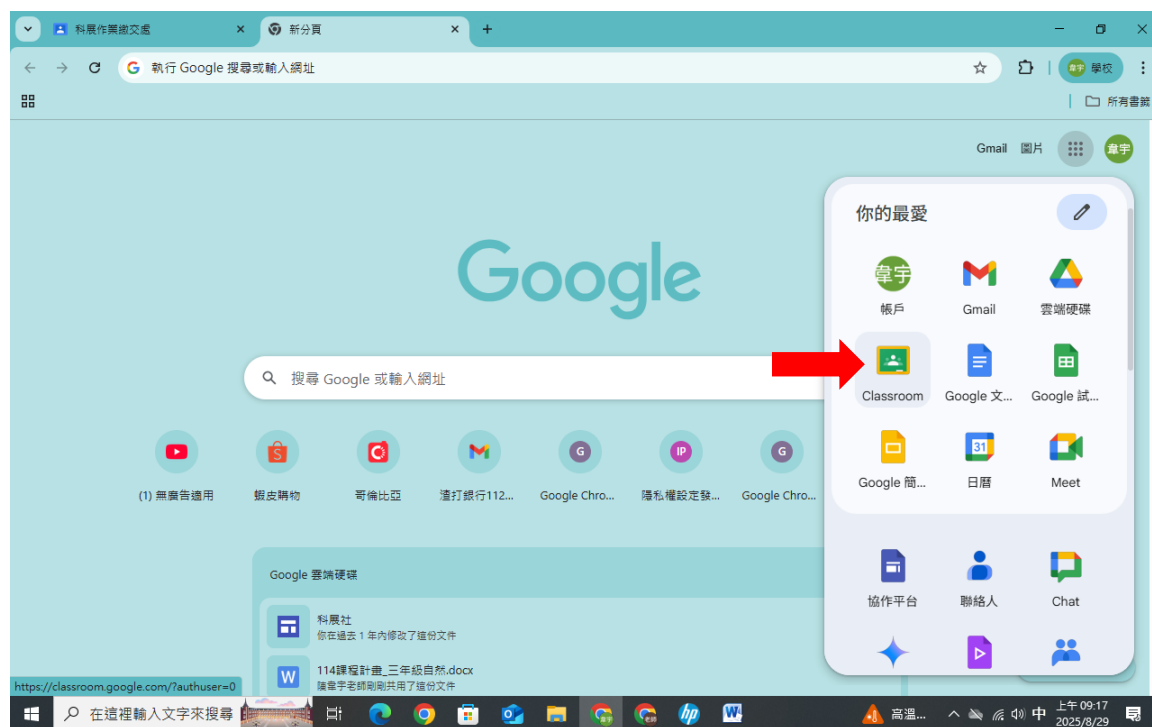 科展作業繳交處
新分頁
執行 Google 搜尋或輸入網址
韋宇 學校
所有書籤
Gmail 圖片 韋宇
你的最愛
Google
韋宇
帳戶 Gmail 雲端硬碟
搜尋 Google 或輸入網址
Classroom Google 文... Google 試...
31
Google 簡... 日曆 Meet
G IP G
(1) 無廣告適用 蝦皮購物 哥倫比亞 渣打銀行112... Google Chro... 隱私權設定發... Google Chro...
Google 雲端硬碟
協作平台 聯絡人 Chat
科展社
你在過去 1 年內修改了這份文件
W
114課程計畫_三年級自然.docx
陳韋宇老師剛剛共用了這份文件
https://classroom.google.com/?authuser=0
在這裡輸入文字來搜尋
hp
高溫...
中
上午 09:17
2025/8/29